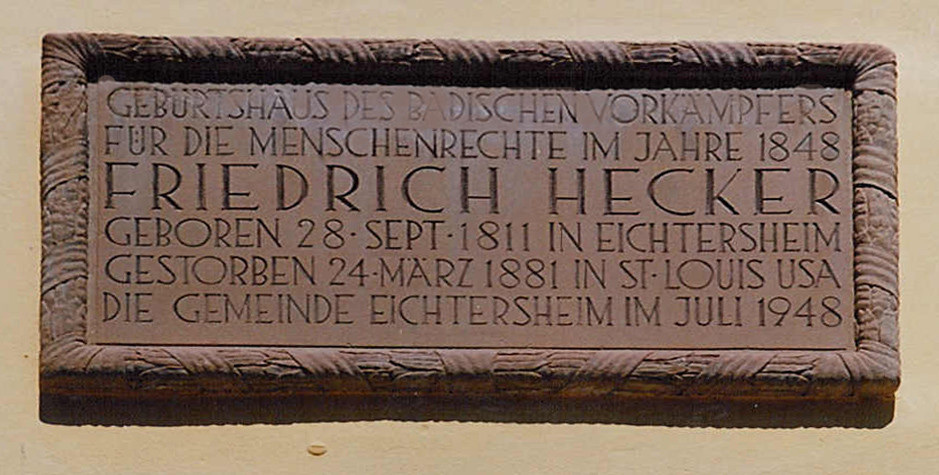 GEBURTSHAUS DES BADISCHEN VORKÄMPFERS
FÜR DIE MENSCHENRECHTE IM JAHRE 1848
FRIEDRICH HECKER
GEBOREN 28·SEPT·1811 IN EICHTERSHEIM
GESTORBEN 24·MÄRZ 1881 IN ST·LOUIS USA
DIE GEMEINDE EICHTERSHEIM IM JULI 1948